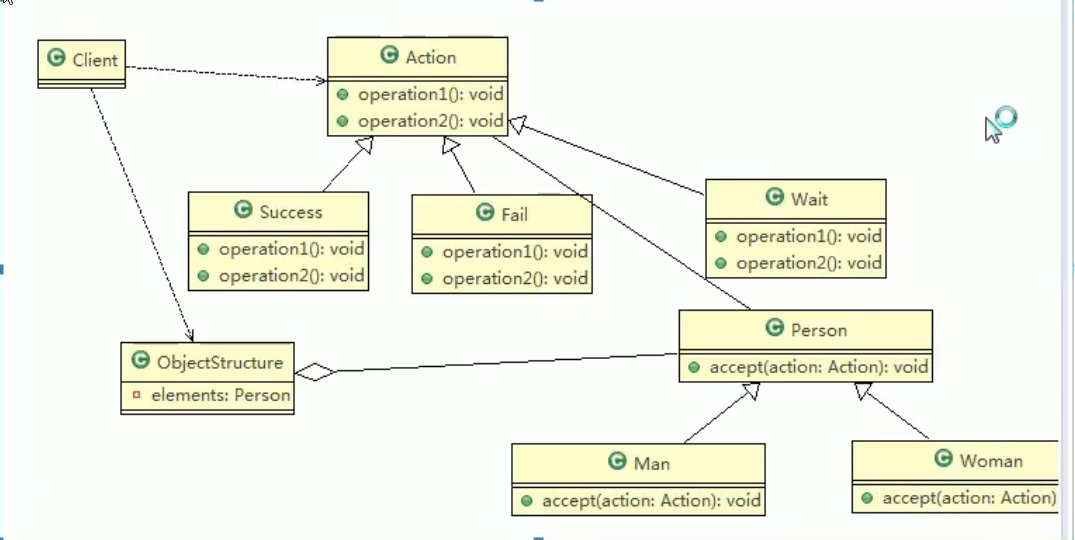 Client
Action
operation1(): void
operation2(): void
Success
operation1(): void
operation2(): void
Fail
operation1(): void
operation2(): void
Wait
operation1(): void
operation2(): void
ObjectStructure
elements: Person
Person
accept(action: Action): void
Man
accept(action: Action): void
Woman
accept(action: Action)